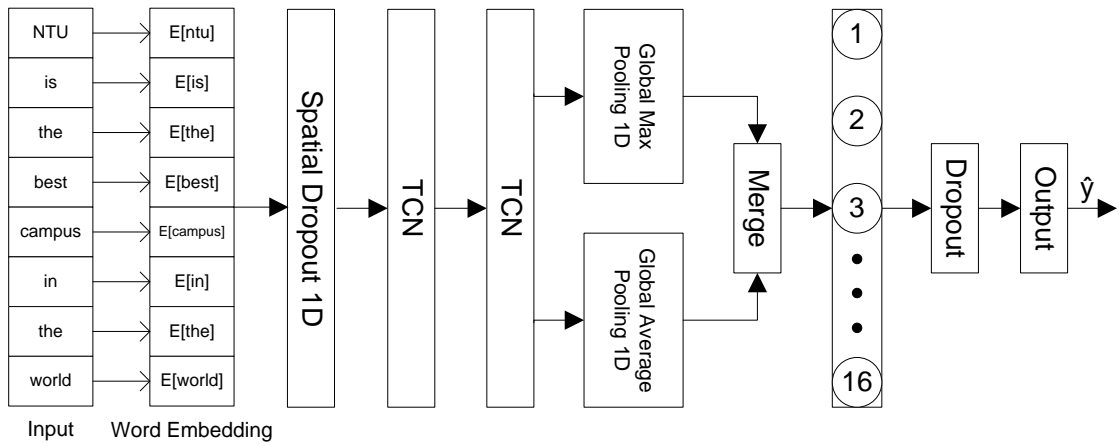 NTU
E[ntu]
is
E[is]
the
E[the]
best
E[best]
campus
E[campus]
in
E[in]
the
E[the]
world
E[world]
Input
Word Embedding
Spatial Dropout 1D
TCN
TCN
Global Max
Pooling 1D
Global Average
Pooling 1D
Merge
1
2
3
16
Dropout
Output
ŷ